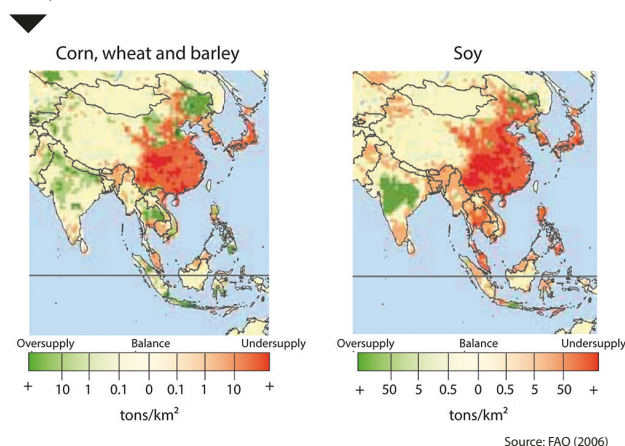 Corn, wheat and barley
Soy
Oversupply Balance Undersupply
+ 10 1 0.1 0 0.1 1 10 +
tons/km²
Oversupply Balance Undersupply
+ 50 5 0.5 0 0.5 5 50 +
tons/km²
Source: FAO (2006)